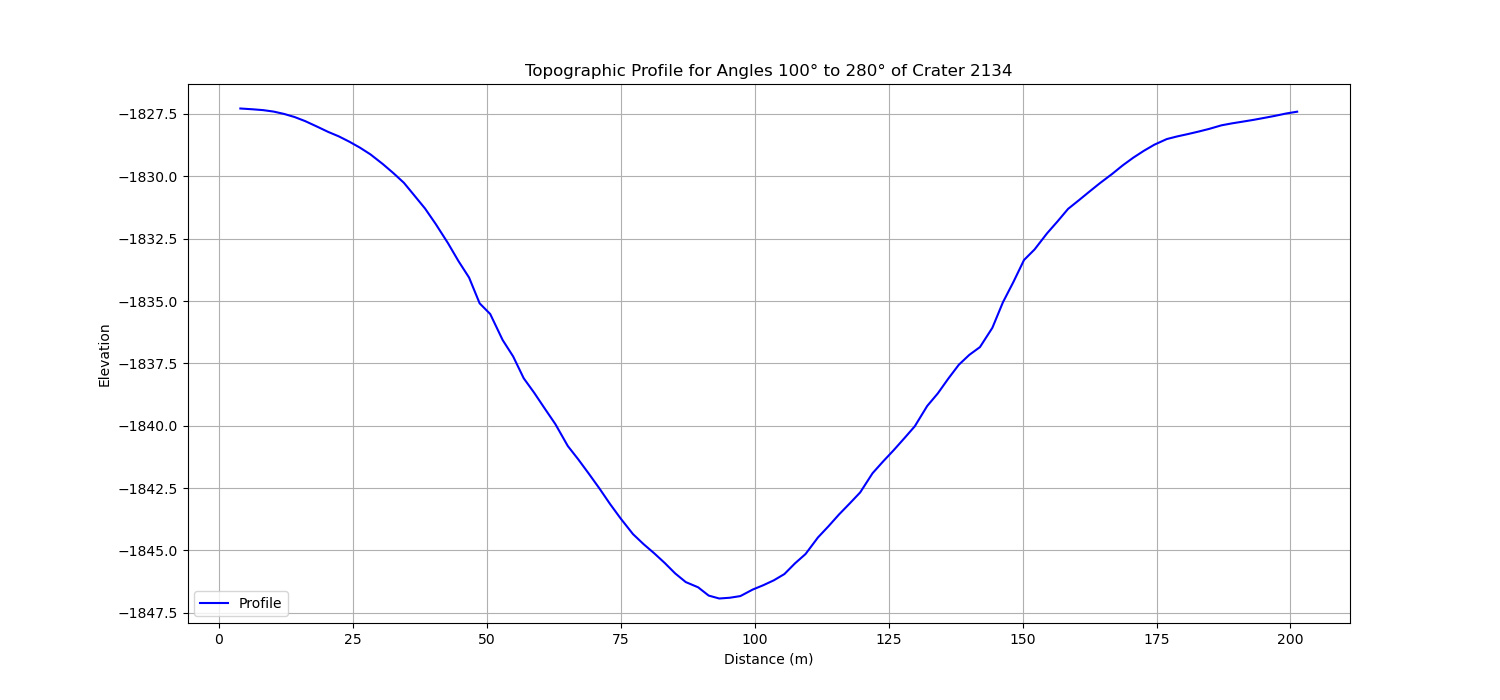 Topographic Profile for Angles 100° to 280° of Crater 2134
−1827.5
−1830.0
−1832.5
−1835.0
−1837.5
−1840.0
−1842.5
−1845.0
−1847.5
Elevation
Profile
0 25 50 75 100 125 150 175 200
Distance (m)